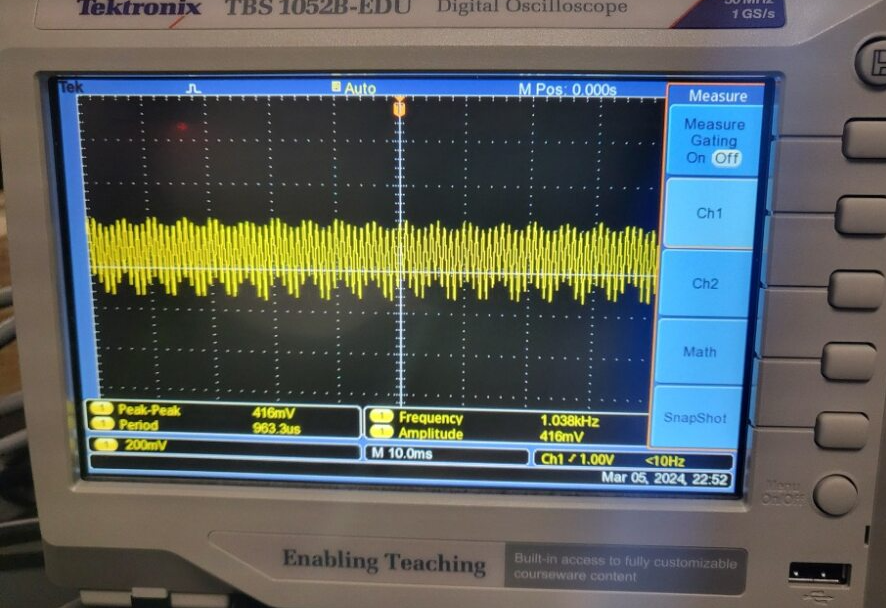 Tektronix TBS 1052B-EDU Digital Oscilloscope
50 MHz
1 GS/s
Tek Auto M Pos: 0.000s
Measure
Measure
Gating
On Off
Ch1
Ch2
Math
SnapShot
1 Peak-Peak 416mV
1 Period 963.3us
1 Frequency 1.038kHz
1 Amplitude 416mV
1 200mV
M 10.0ms
Ch1 1.00V <10Hz
Mar 05, 2024, 22:52
Menu
On/Off
Enabling Teaching
Built-in access to fully customizable
courseware content